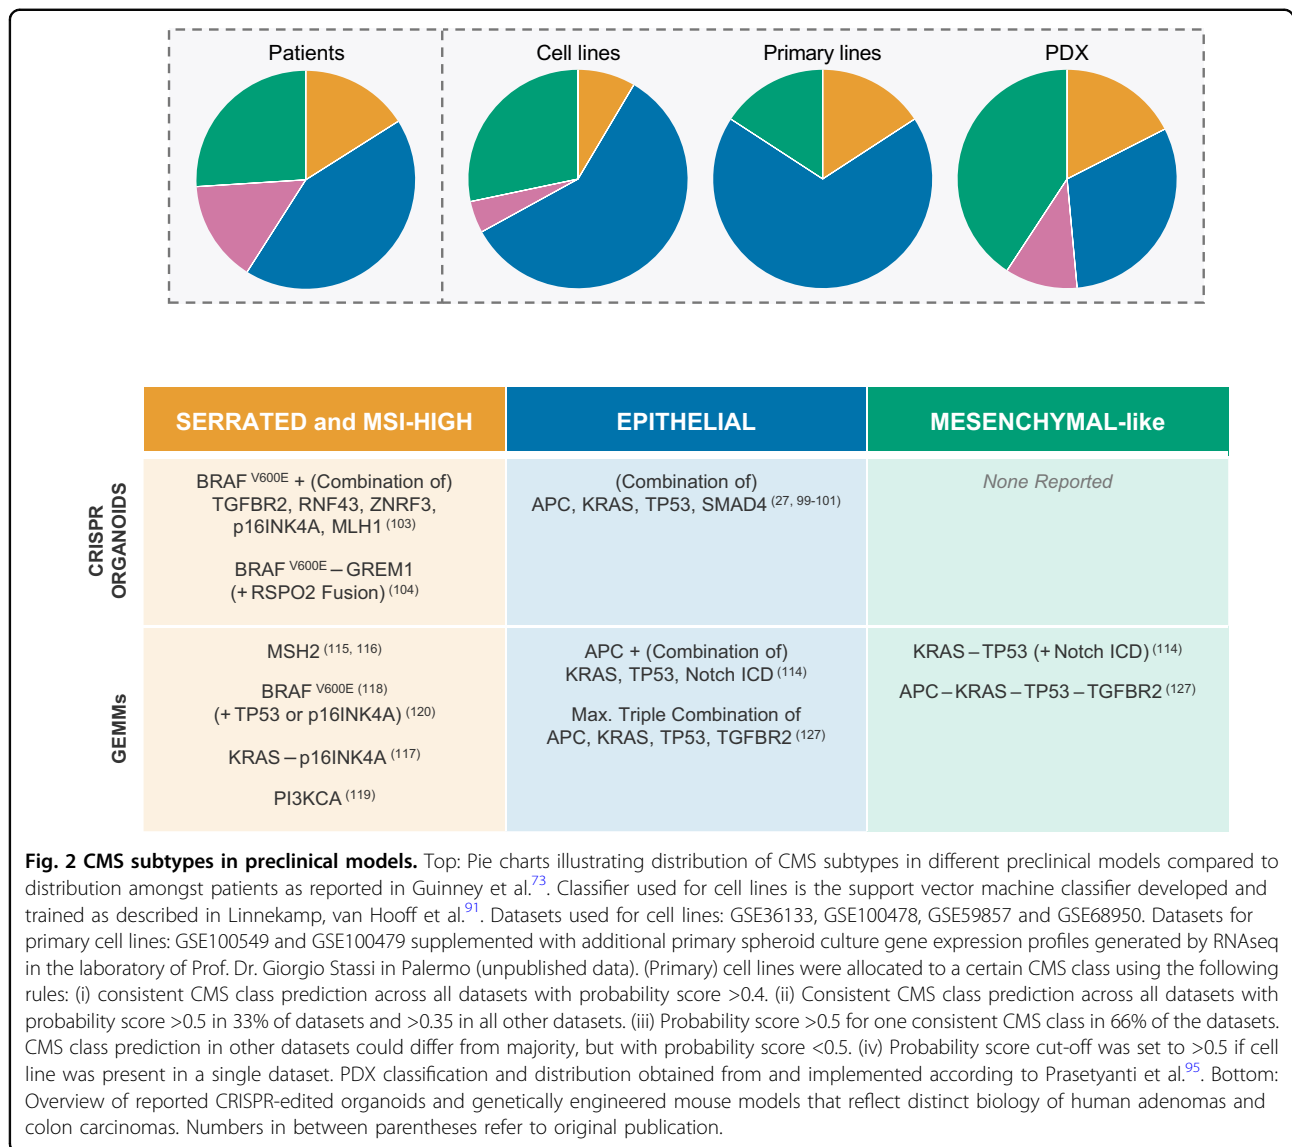 Patients
Cell lines
Primary lines
PDX
SERRATED and MSI-HIGH
EPITHELIAL
MESENCHYMAL-like
CRISPR
ORGANOIDS
BRAF V600E + (Combination of)
TGFBR2, RNF43, ZNRF3,
p16INK4A, MLH1 (103)
BRAF V600E – GREM1
(+ RSPO2 Fusion) (104)
(Combination of)
APC, KRAS, TP53, SMAD4 (27, 99-101)
None Reported
GEMMs
MSH2 (115, 116)
BRAF V600E (118)
(+ TP53 or p16INK4A) (120)
KRAS – p16INK4A (117)
PI3KCA (119)
APC + (Combination of)
KRAS, TP53, Notch ICD (114)
Max. Triple Combination of
APC, KRAS, TP53, TGFBR2 (127)
KRAS – TP53 (+ Notch ICD) (114)
APC – KRAS – TP53 – TGFBR2 (127)
Fig. 2 CMS subtypes in preclinical models. Top: Pie charts illustrating distribution of CMS subtypes in different preclinical models compared to
distribution amongst patients as reported in Guinney et al.73. Classifier used for cell lines is the support vector machine classifier developed and
trained as described in Linnekamp, van Hooff et al.91. Datasets used for cell lines: GSE36133, GSE100478, GSE59857 and GSE68950. Datasets for
primary cell lines: GSE100549 and GSE100479 supplemented with additional primary spheroid culture gene expression profiles generated by RNAseq
in the laboratory of Prof. Dr. Giorgio Stassi in Palermo (unpublished data). (Primary) cell lines were allocated to a certain CMS class using the following
rules: (i) consistent CMS class prediction across all datasets with probability score >0.4. (ii) Consistent CMS class prediction across all datasets with
probability score >0.5 in 33% of datasets and >0.35 in all other datasets. (iii) Probability score >0.5 for one consistent CMS class in 66% of the datasets.
CMS class prediction in other datasets could differ from majority, but with probability score <0.5. (iv) Probability score cut-off was set to >0.5 if cell
line was present in a single dataset. PDX classification and distribution obtained from and implemented according to Prasetyanti et al.95. Bottom:
Overview of reported CRISPR-edited organoids and genetically engineered mouse models that reflect distinct biology of human adenomas and
colon carcinomas. Numbers in between parentheses refer to original publication.